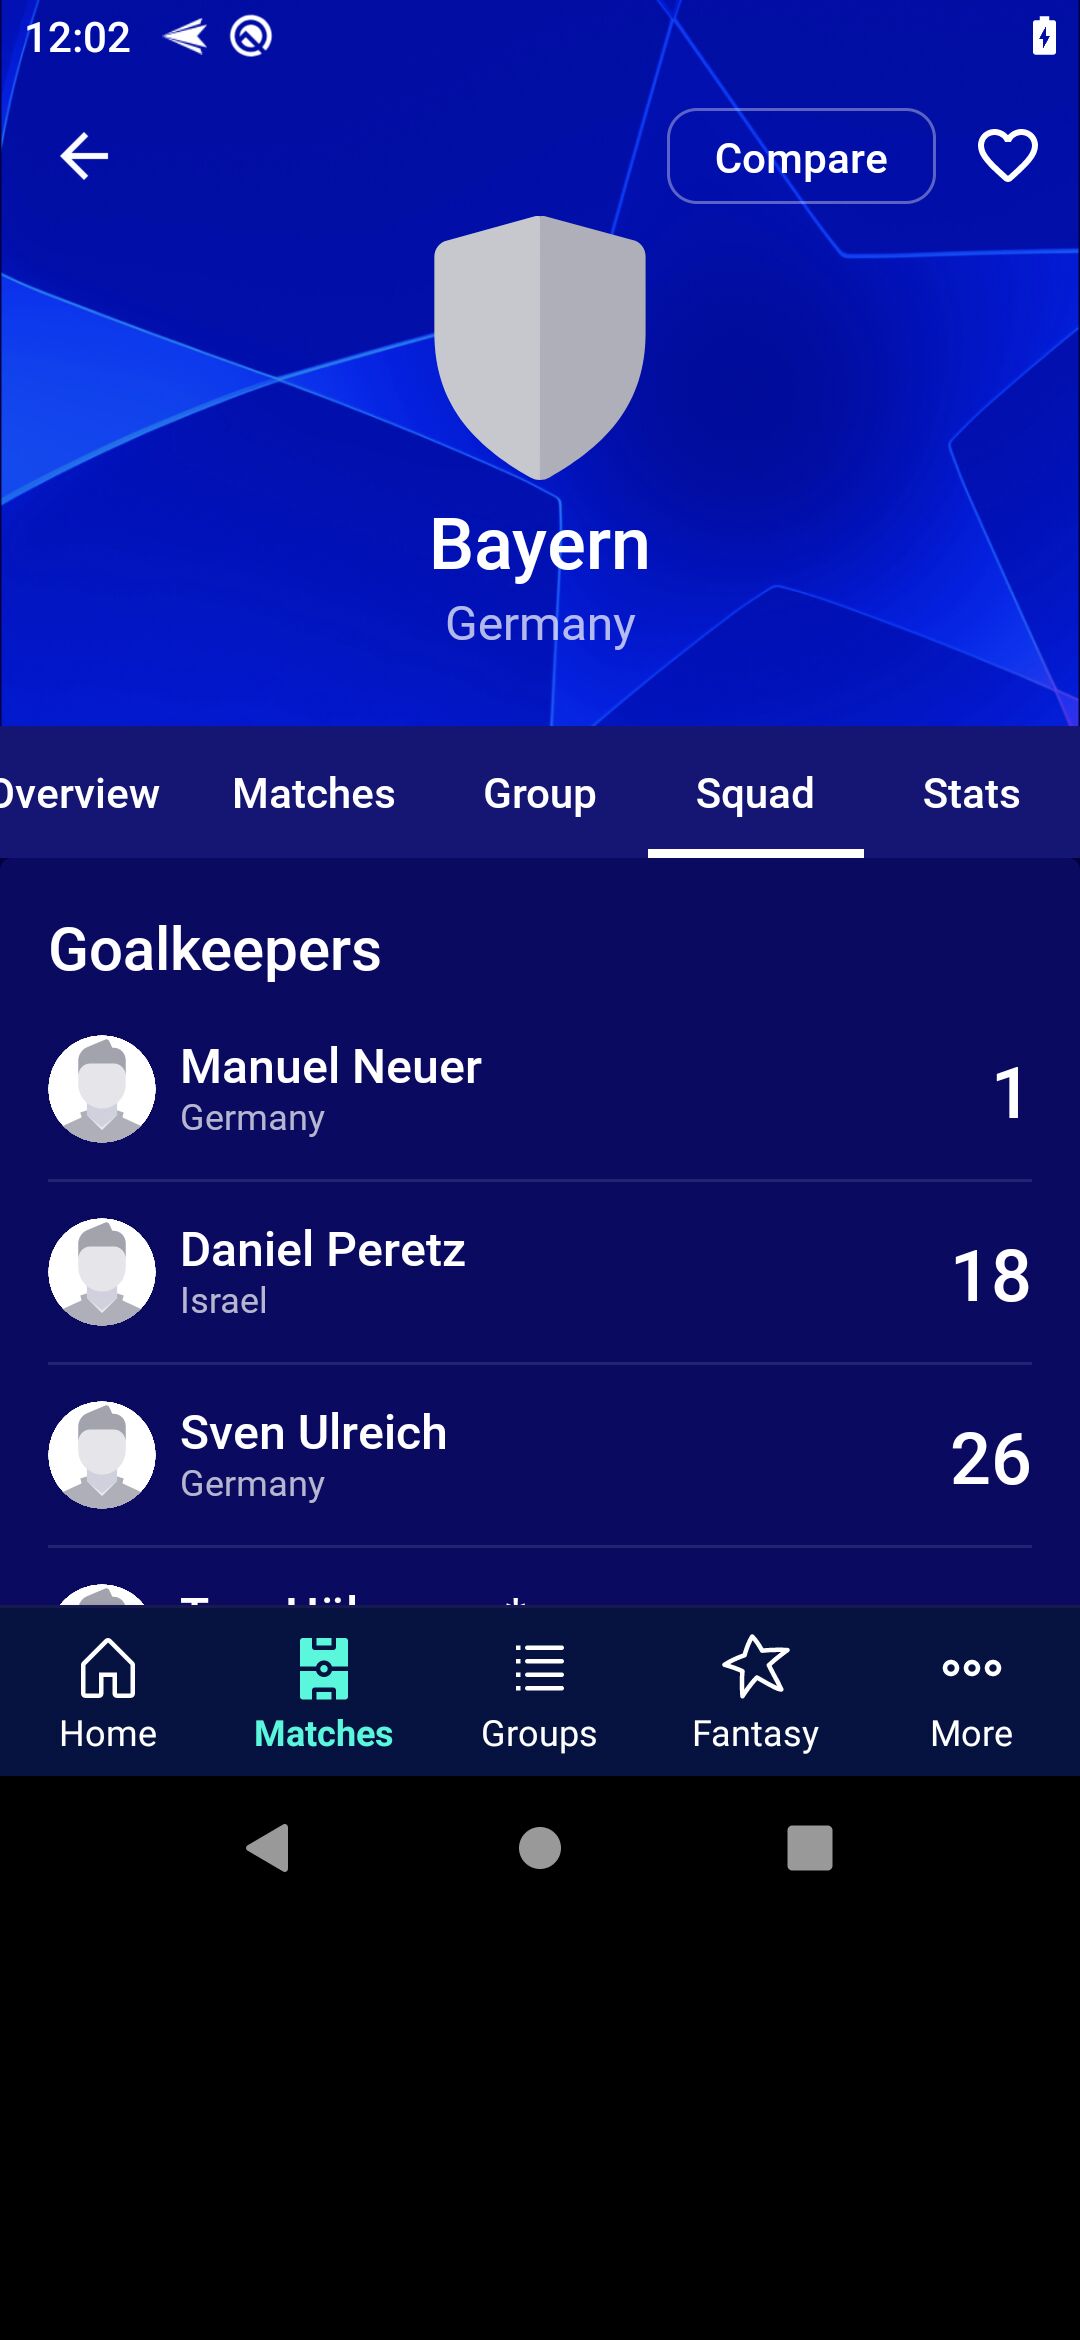 12:02
Compare
Bayern
Germany
Overview Matches Group Squad Stats
Goalkeepers
Manuel Neuer
Germany
1
Daniel Peretz
Israel
18
Sven Ulreich
Germany
26
Home Matches Groups Fantasy More